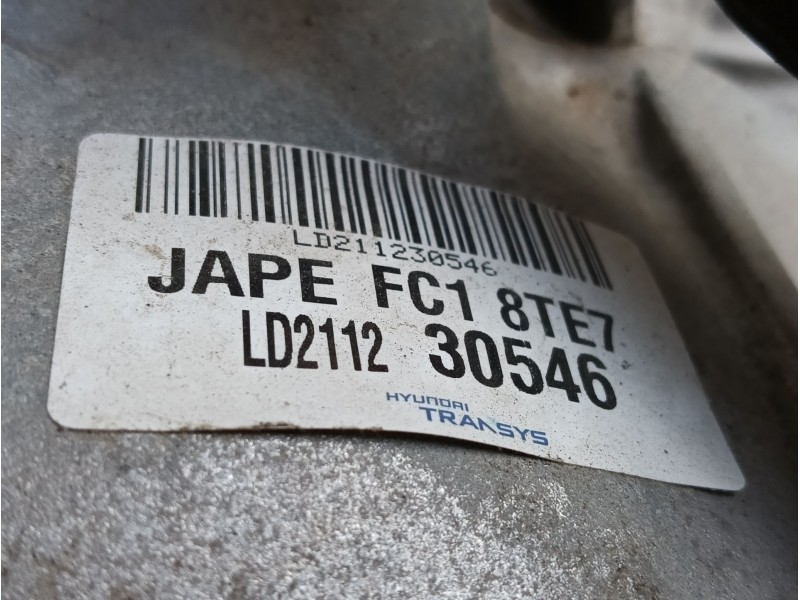 LD211230546
JAPE FC1 8TE7
LD2112 30546
HYUNDAI
TRANSYS